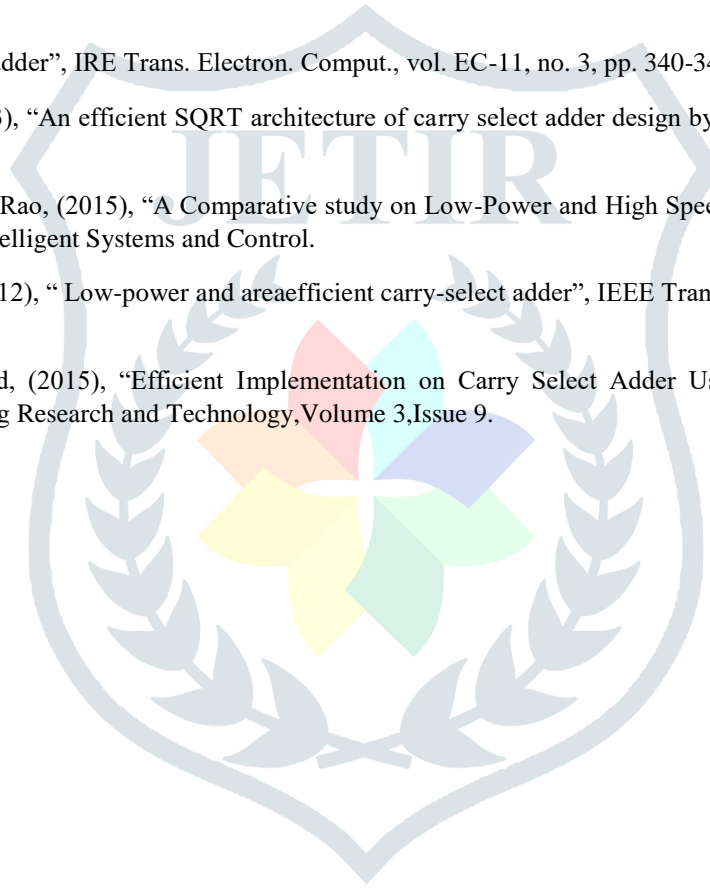 adder”, IRE Trans. Electron. Comput., vol. EC-11, no. 3, pp. 340-34
), “An efficient SQRT architecture of carry select adder design by
JETIR
Rao, (2015), “A Comparative study on Low-Power and High Spee
elligent Systems and Control.
12), “ Low-power and areaefficient carry-select adder”, IEEE Tran
d, (2015), “Efficient Implementation on Carry Select Adder Us
g Research and Technology,Volume 3,Issue 9.